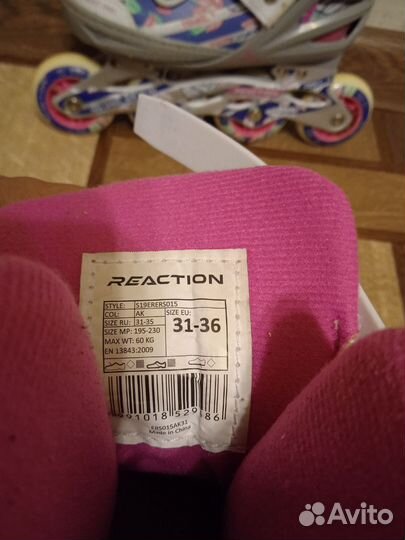 REACTION
STYLE: S19ERERS015
COL: AK
SIZE RU: 31-35
SIZE MP: 195-230
MAX WT: 60 KG
EN 13843:2009
SIZE EU:
31-36
ERS015AK31
Made in China
Avito